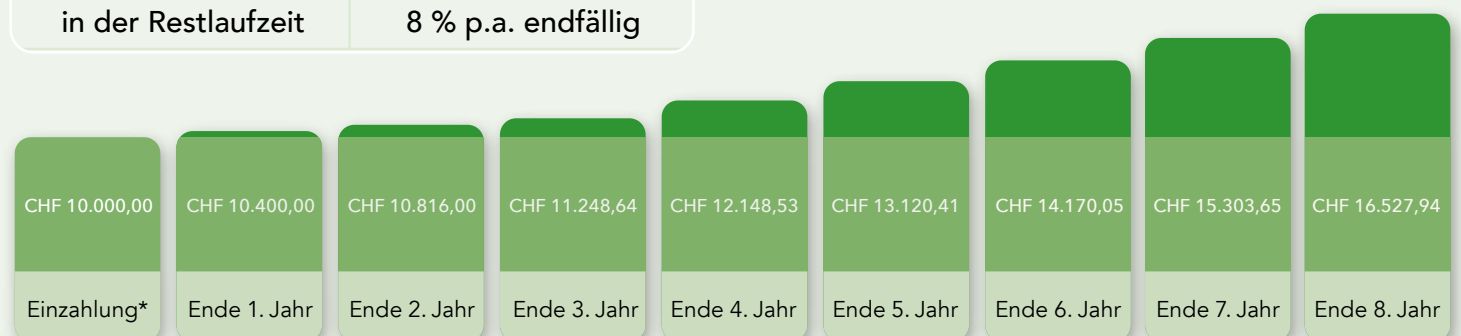 in der Restlaufzeit 8 % p.a. endfällig
CHF 10.000,00 CHF 10.400,00 CHF 10.816,00 CHF 11.248,64 CHF 12.148,53 CHF 13.120,41 CHF 14.170,05 CHF 15.303,65 CHF 16.527,94
Einzahlung* Ende 1. Jahr Ende 2. Jahr Ende 3. Jahr Ende 4. Jahr Ende 5. Jahr Ende 6. Jahr Ende 7. Jahr Ende 8. Jahr